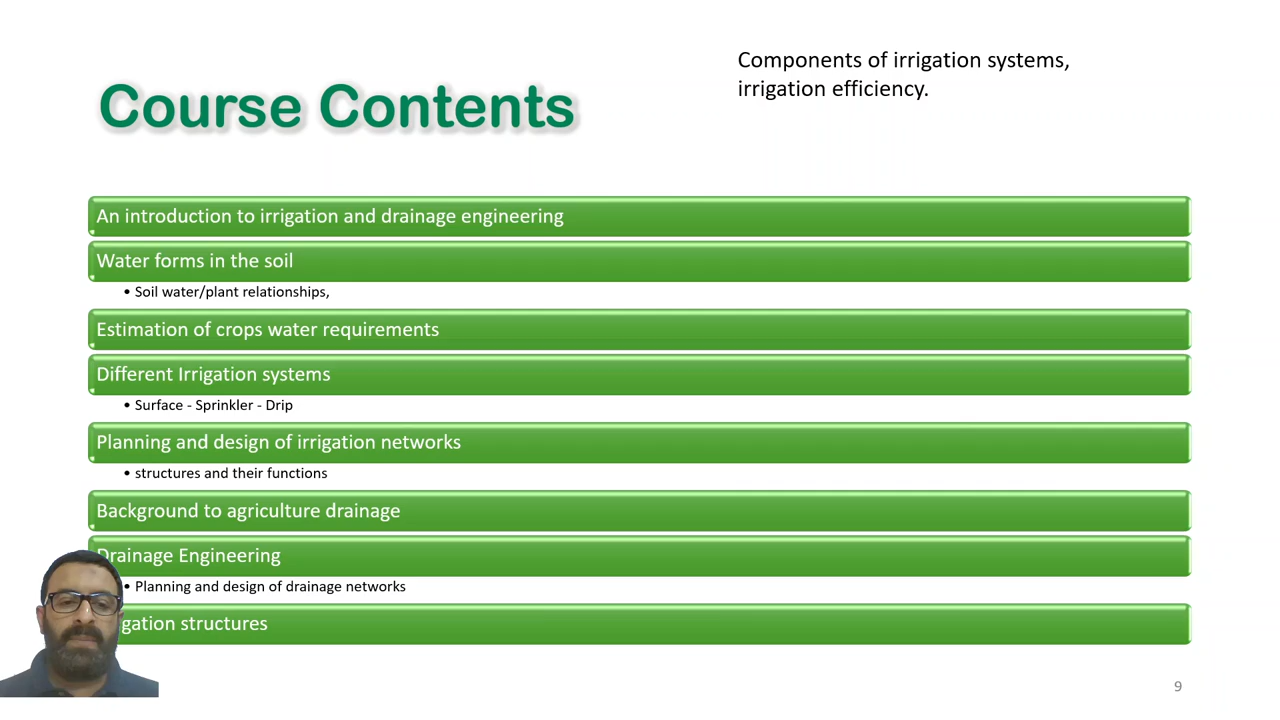 Components of irrigation systems,
irrigation efficiency.
Course Contents
An introduction to irrigation and drainage engineering
Water forms in the soil
• Soil water/plant relationships,
Estimation of crops water requirements
Different Irrigation systems
• Surface - Sprinkler - Drip
Planning and design of irrigation networks
• structures and their functions
Background to agriculture drainage
Drainage Engineering
• Planning and design of drainage networks
structures
9